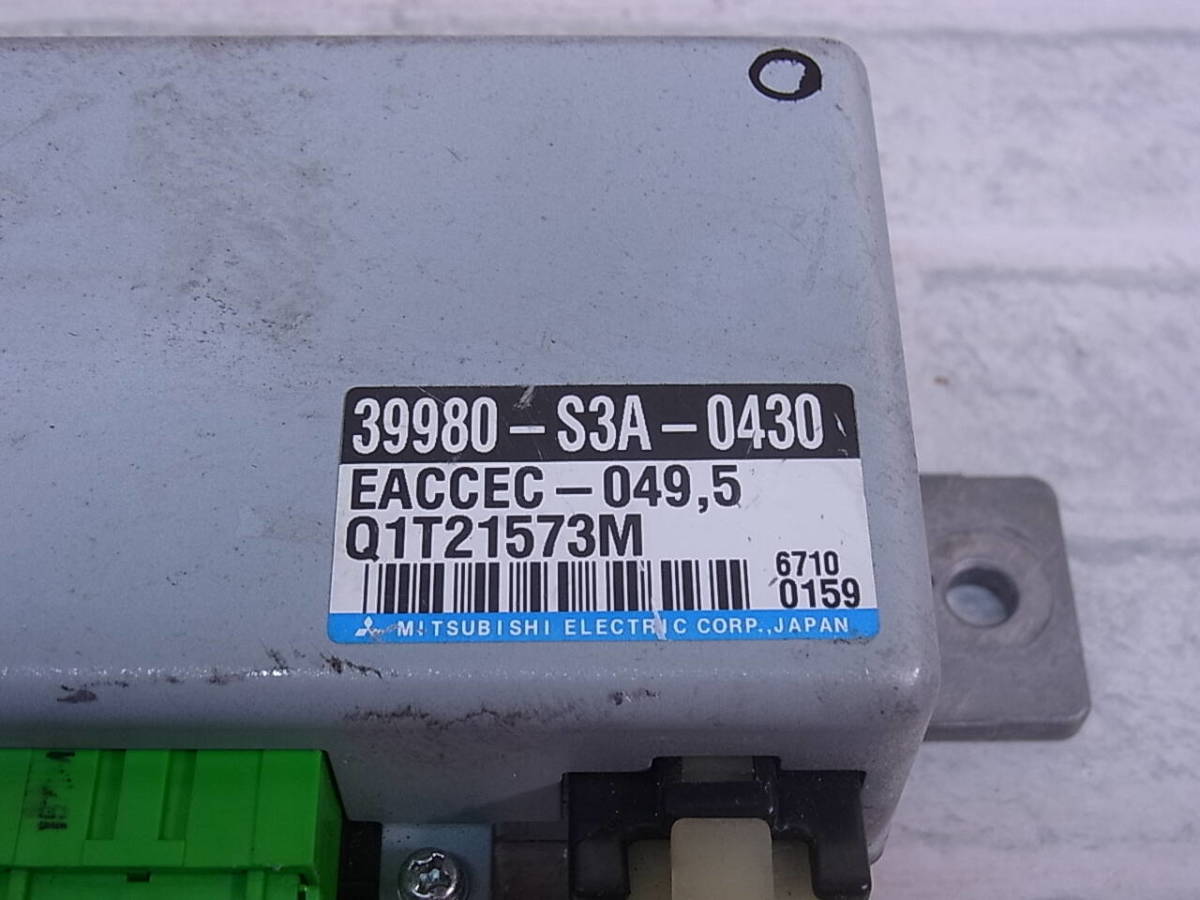 39980-S3A-0430
EACCEC-049,5
Q1T21573M
6710
0159
MITSUBISHI ELECTRIC CORP.,JAPAN